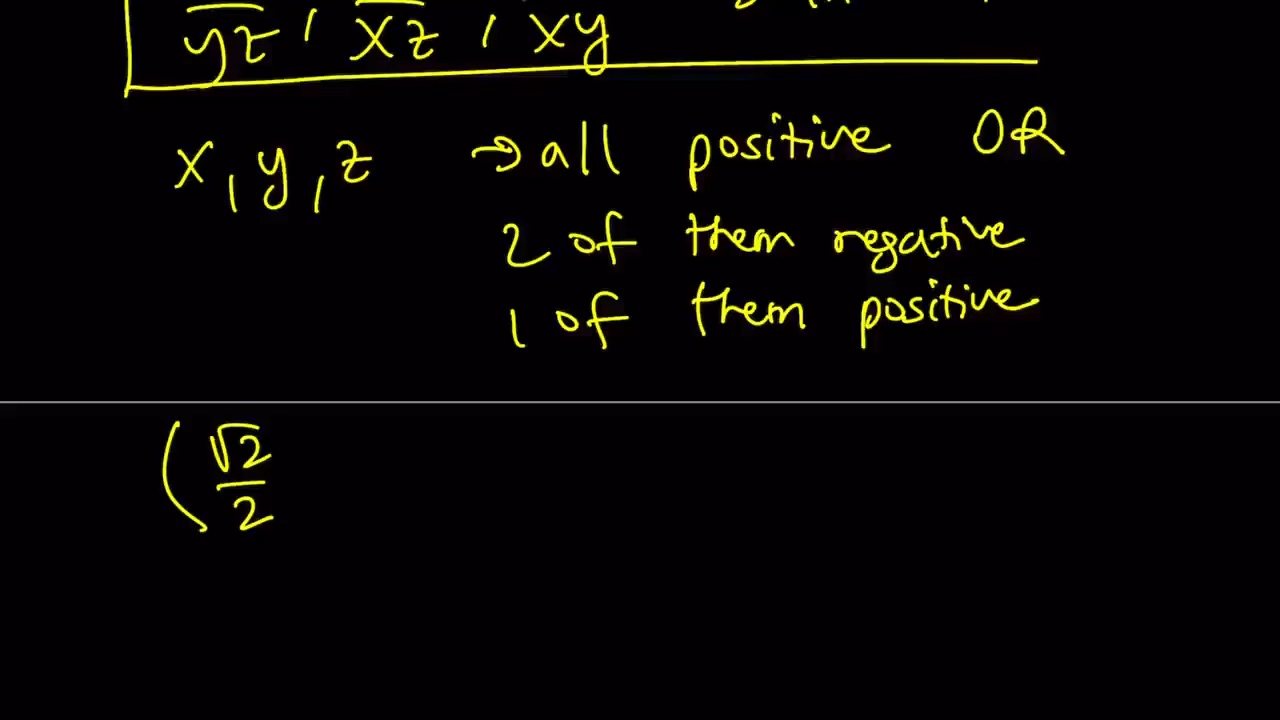 yz , xz , xy
x, y, z → all positive OR
2 of them negative
1 of them positive
( √2
2